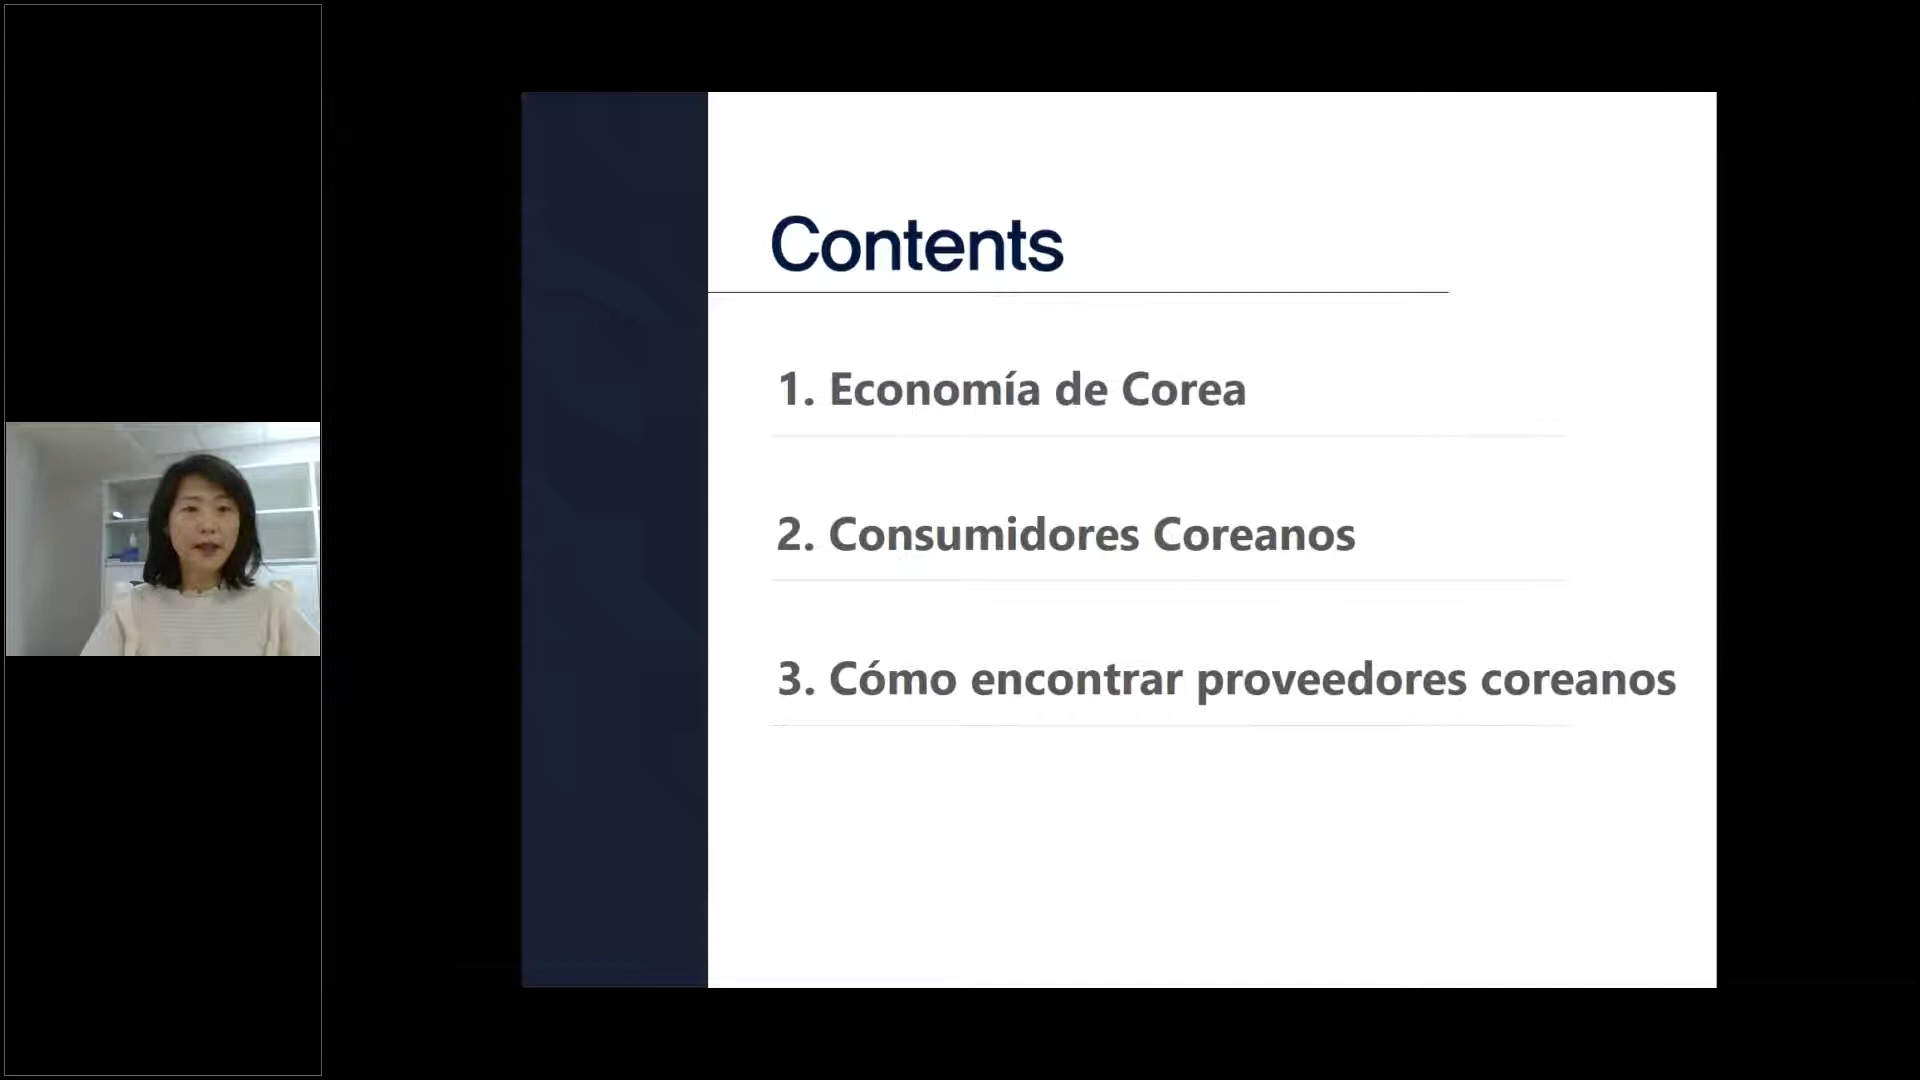 Contents
1. Economía de Corea
2. Consumidores Coreanos
3. Cómo encontrar proveedores coreanos